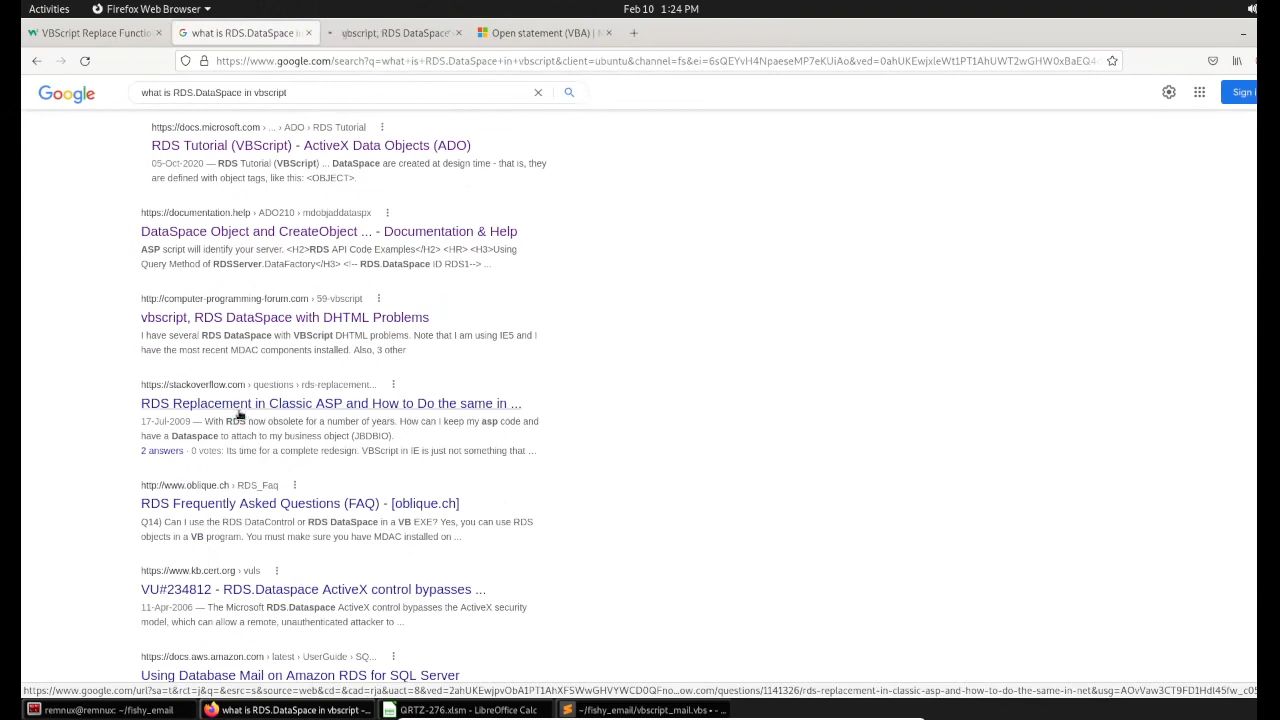 Activities
Firefox Web Browser
Feb 10 1:24 PM
VBScript Replace Functio
what is RDS.DataSpace in
vbscript, RDS DataSpace
Open statement (VBA) | M
https://www.google.com/search?q=what+is+RDS.DataSpace+in+vbscript&client=ubuntu&channel=fs&ei=
Google
what is RDS.DataSpace in vbscript
Sign i
https://docs.microsoft.com › ... › ADO › RDS Tutorial
RDS Tutorial (VBScript) - ActiveX Data Objects (ADO)
05-Oct-2020 — RDS Tutorial (VBScript) ... DataSpace are created at design time - that is, they
are defined with object tags, like this: <OBJECT>.
https://documentation.help › ADO210 › mdobjaddataspx
DataSpace Object and CreateObject ... - Documentation & Help
ASP script will identify your server. <H2>RDS API Code Examples</H2> <HR> <H3>Using
Query Method of RDSServer.DataFactory</H3> <!-- RDS.DataSpace ID RDS1--> ...
http://computer-programming-forum.com › 59-vbscript
vbscript, RDS DataSpace with DHTML Problems
I have several RDS DataSpace with VBScript DHTML problems. Note that I am using IE5 and I
have the most recent MDAC components installed. Also, 3 other
https://stackoverflow.com › questions › rds-replacement...
RDS Replacement in Classic ASP and How to Do the same in ...
17-Jul-2009 — With RDS now obsolete for a number of years. How can I keep my asp code and
have a Dataspace to attach to my business object (JBDBIO).
2 answers · 0 votes: Its time for a complete redesign. VBScript in IE is just not something that ...
http://www.oblique.ch › RDS_Faq
RDS Frequently Asked Questions (FAQ) - [oblique.ch]
Q14) Can I use the RDS DataControl or RDS DataSpace in a VB EXE? Yes, you can use RDS
objects in a VB program. You must make sure you have MDAC installed on ...
https://www.kb.cert.org › vuls
VU#234812 - RDS.Dataspace ActiveX control bypasses ...
11-Apr-2006 — The Microsoft RDS.Dataspace ActiveX control bypasses the ActiveX security
model, which can allow a remote, unauthenticated attacker to ...
https://docs.aws.amazon.com › latest › UserGuide › SQ...
Using Database Mail on Amazon RDS for SQL Server
remnux@remnux: ~/fishy_email
what is RDS.DataSpace in vbscript -...
QRTZ-276.xlsm - LibreOffice Calc
~/fishy_email/vbscript_mail.vbs • - ...